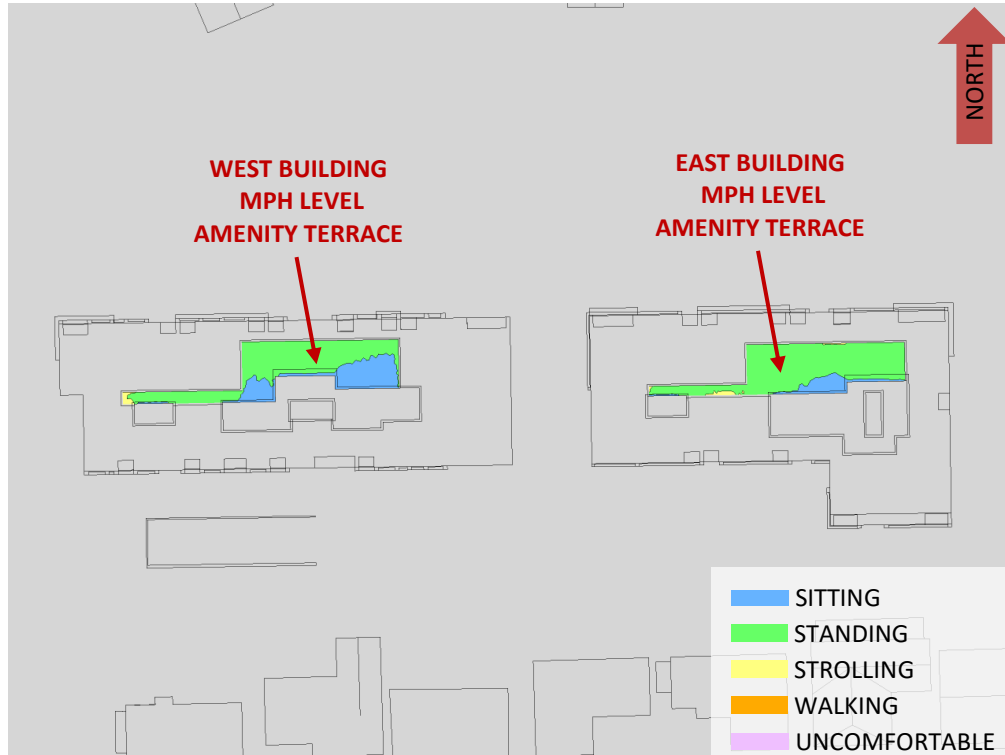 NORTH
WEST BUILDING
MPH LEVEL
AMENITY TERRACE
EAST BUILDING
MPH LEVEL
AMENITY TERRACE
SITTING
STANDING
STROLLING
WALKING
UNCOMFORTABLE